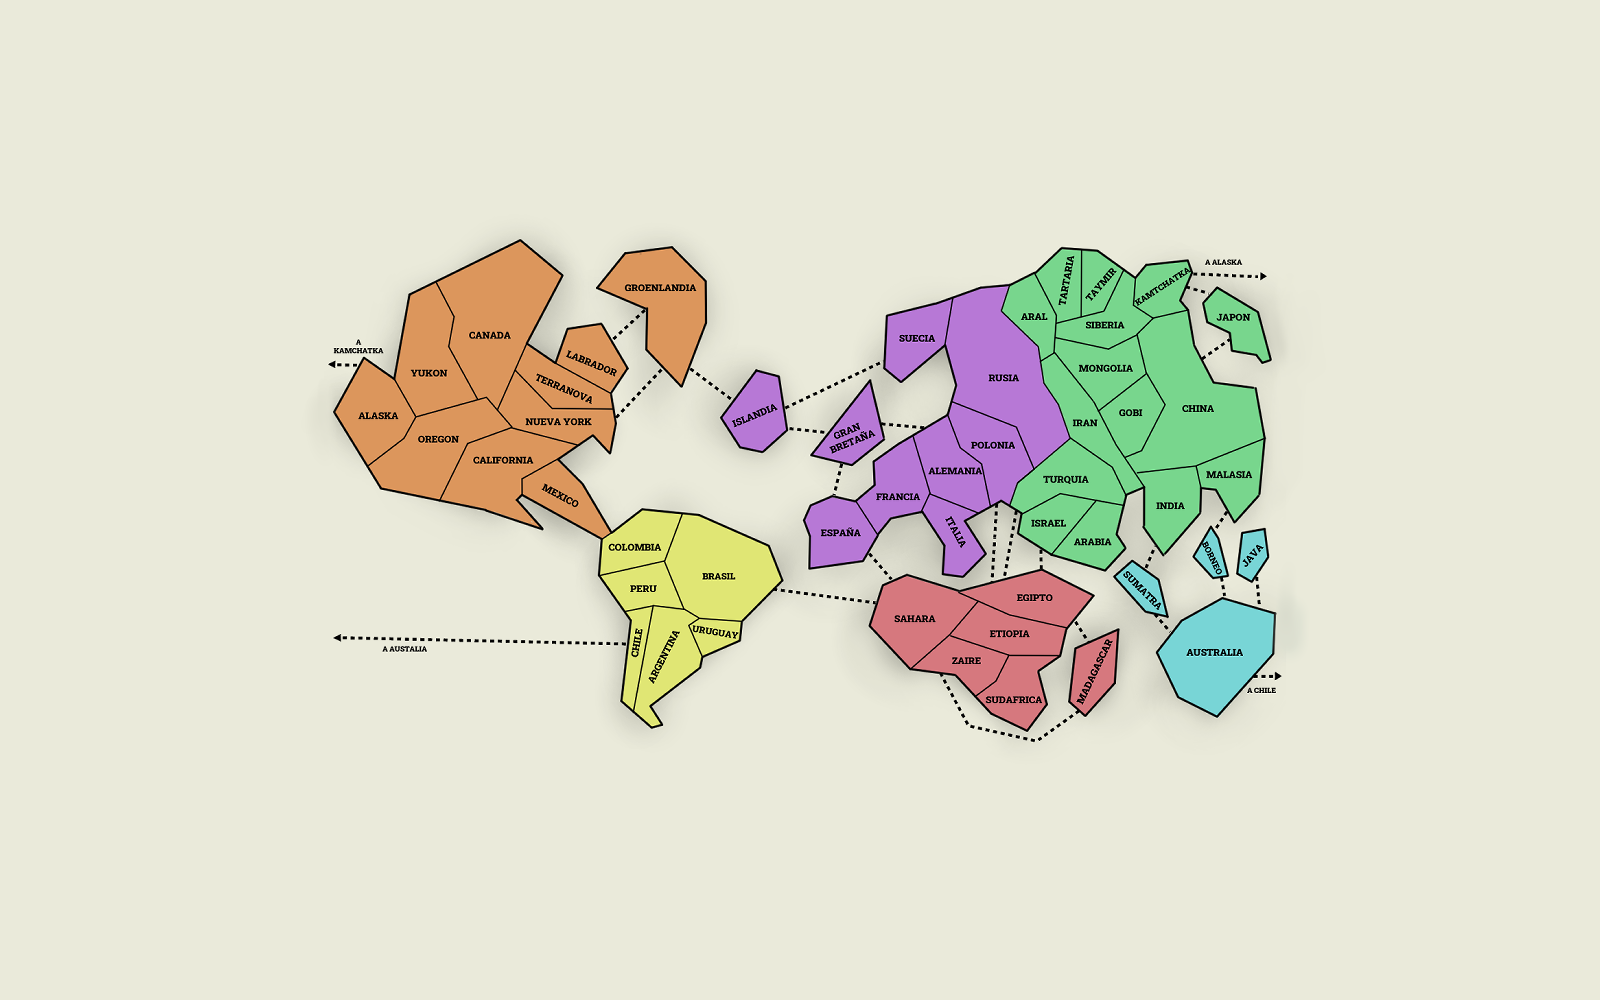 A ALASKA
TARTARIA
TAYMIR
KAMTCHATKA
GROENLANDIA
ARAL
JAPON
SIBERIA
CANADA
SUECIA
A
KAMCHATKA
LABRADOR
MONGOLIA
YUKON
RUSIA
TERRANOVA
ALASKA
ISLANDIA
GOBI
CHINA
NUEVA YORK
IRAN
GRAN
BRETAÑA
OREGON
POLONIA
CALIFORNIA
ALEMANIA
TURQUIA
MALASIA
MEXICO
FRANCIA
INDIA
ESPAÑA
ITALIA
ISRAEL
ARABIA
COLOMBIA
BORNEO
JAVA
BRASIL
PERU
SUMATRA
EGIPTO
SAHARA
URUGUAY
ETIOPIA
CHILE
ARGENTINA
A AUSTALIA
AUSTRALIA
ZAIRE
MADAGASCAR
A CHILE
SUDAFRICA